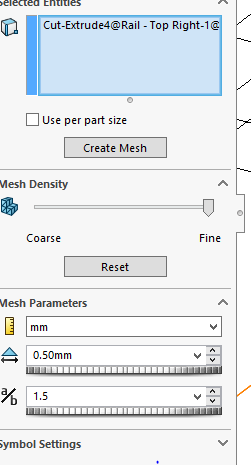 Selected Entities
Cut-Extrude4@Rail - Top Right-1@
Use per part size
Create Mesh
Mesh Density
Coarse
Fine
Reset
Mesh Parameters
mm
0.50mm
a/b
1.5
Symbol Settings